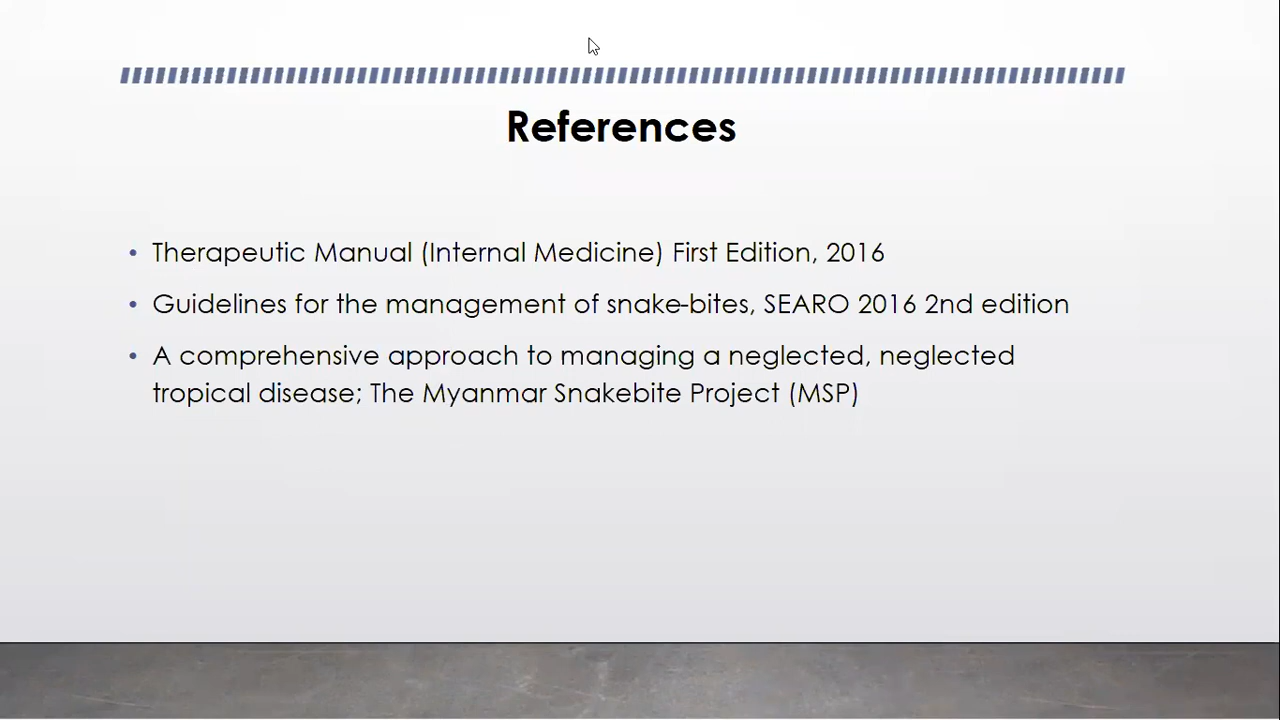 References
• Therapeutic Manual (Internal Medicine) First Edition, 2016
• Guidelines for the management of snake-bites, SEARO 2016 2nd edition
• A comprehensive approach to managing a neglected, neglected
tropical disease; The Myanmar Snakebite Project (MSP)